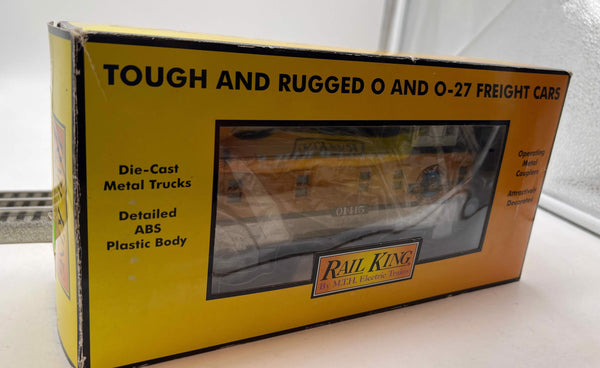 TOUGH AND RUGGED O AND O-27 FREIGHT CARS
Die-Cast
Metal Trucks
Detailed
ABS
Plastic Body
Operating
Metal
Couplers
Attractively
Decorated
RAIL KING
By M.T.H. Electric Trains